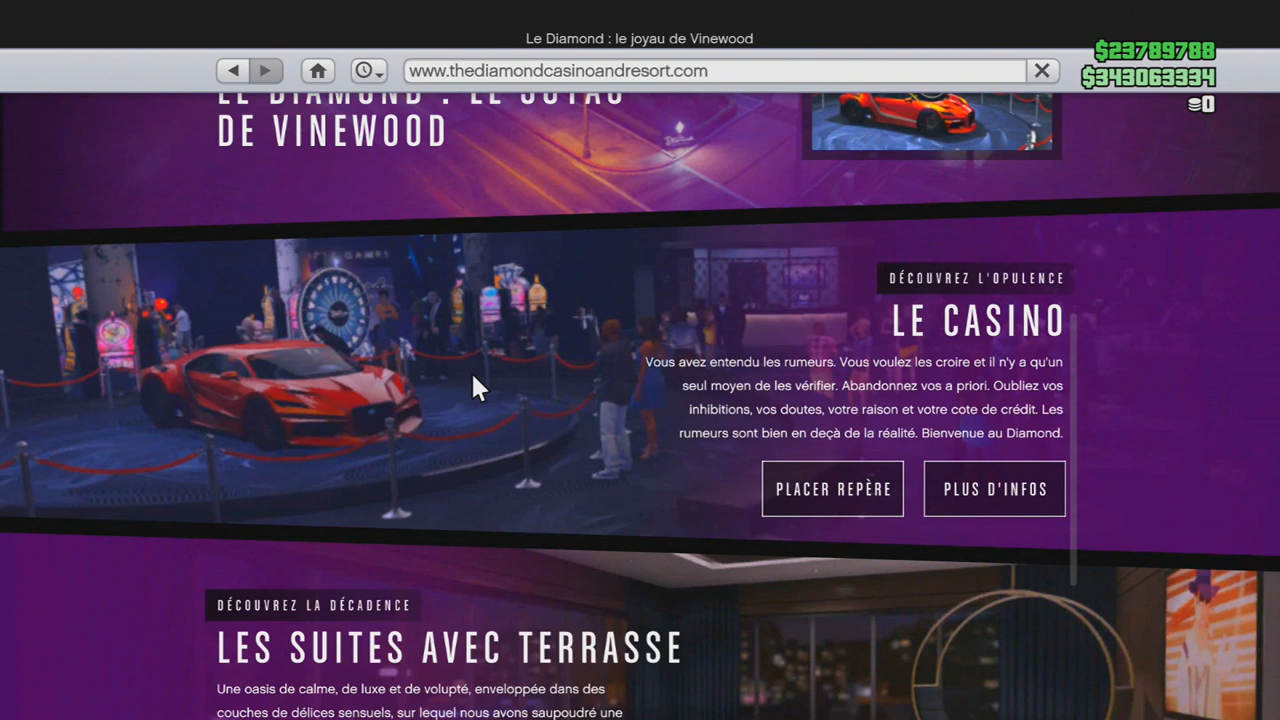 Le Diamond : le joyau de Vinewood
www.thediamondcasinoandresort.com
$23789788
$343063334
0
LE DIAMOND : LE JOYAU
DE VINEWOOD
DÉCOUVREZ L'OPULENCE
LE CASINO
Vous avez entendu les rumeurs. Vous voulez les croire et il n'y a qu'un
seul moyen de les vérifier. Abandonnez vos a priori. Oubliez vos
inhibitions, vos doutes, votre raison et votre cote de crédit. Les
rumeurs sont bien en deçà de la réalité. Bienvenue au Diamond.
PLACER REPÈRE
PLUS D'INFOS
DÉCOUVREZ LA DÉCADENCE
LES SUITES AVEC TERRASSE
Une oasis de calme, de luxe et de volupté, enveloppée dans des
couches de délices sensuels, sur lequel nous avons saupoudré une